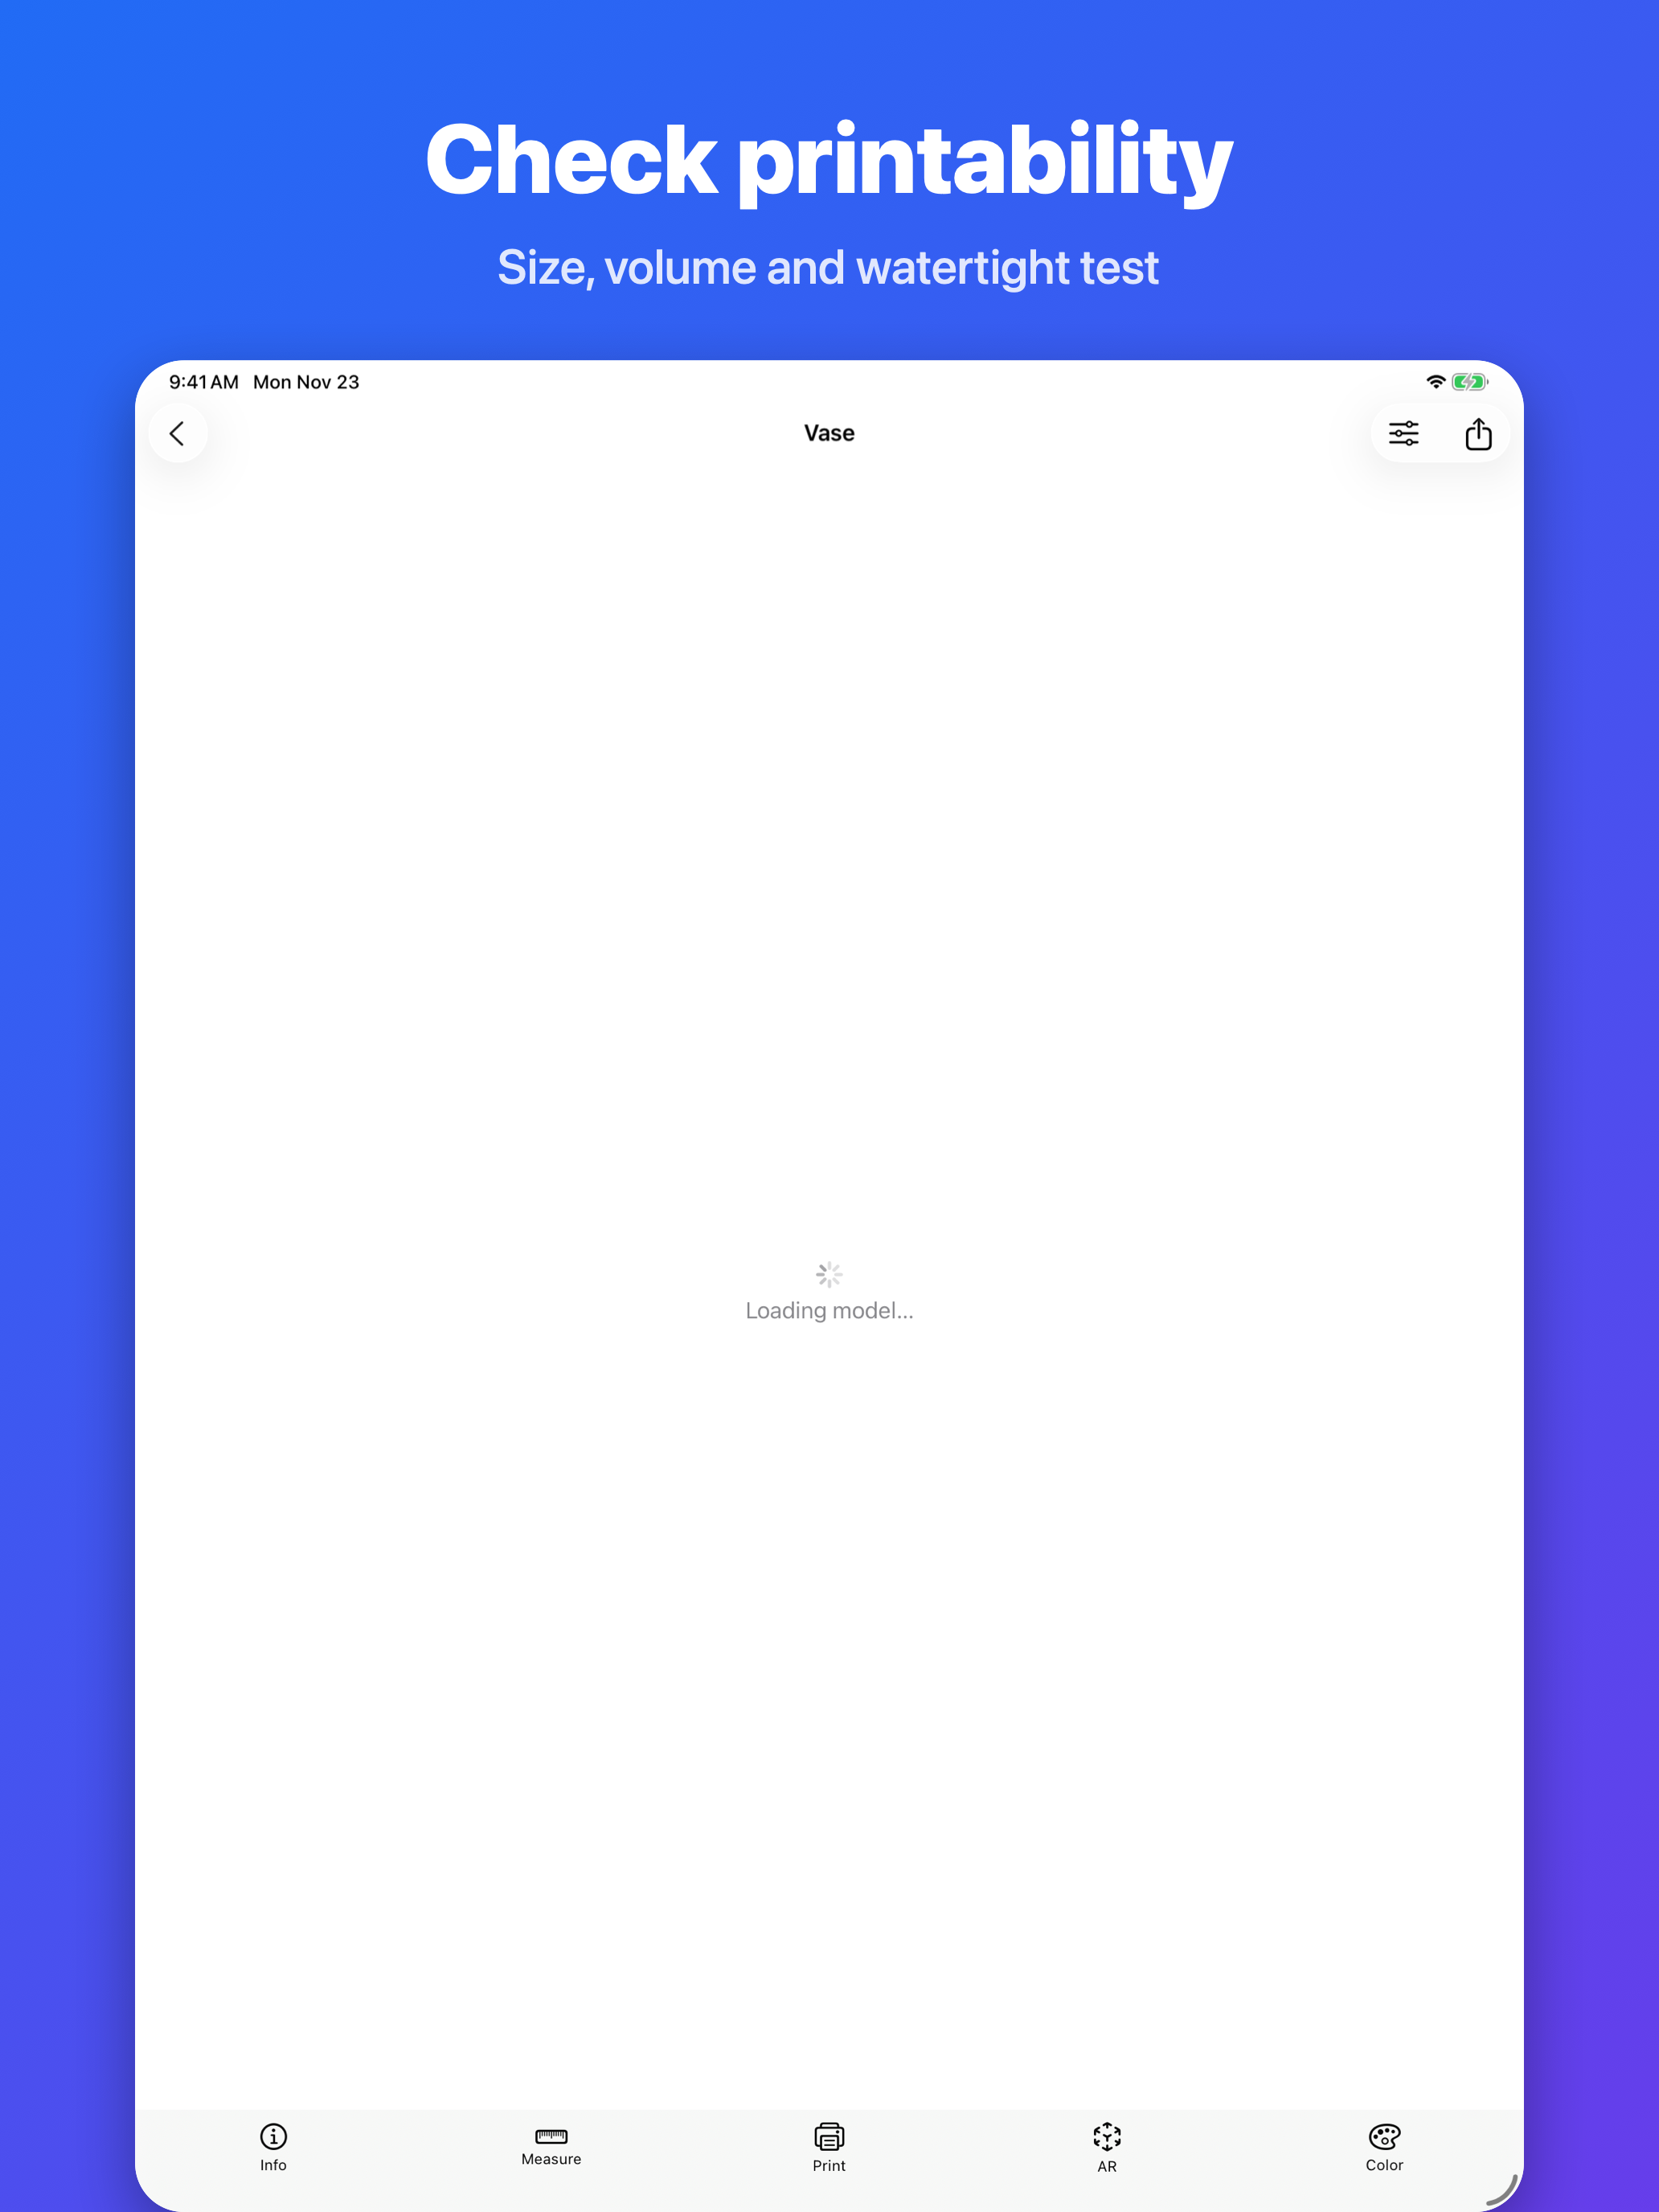 Check printability
Size, volume and watertight test
9:41 AM Mon Nov 23
Vase
Loading model...
Info
Measure
Print
AR
Color